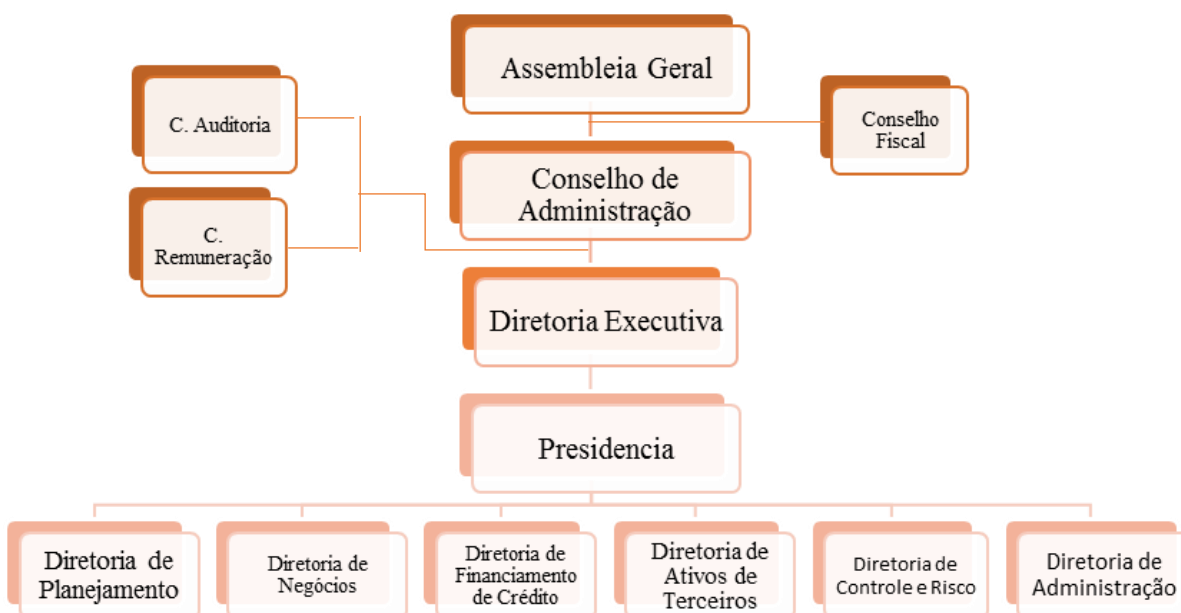 Assembleia Geral
C. Auditoria
Conselho
Fiscal
Conselho de
Administração
C.
Remuneração
Diretoria Executiva
Presidencia
Diretoria de
Planejamento
Diretoria de
Negócios
Diretoria de
Financiamento
de Crédito
Diretoria de
Ativos de
Terceiros
Diretoria de
Controle e Risco
Diretoria de
Administração